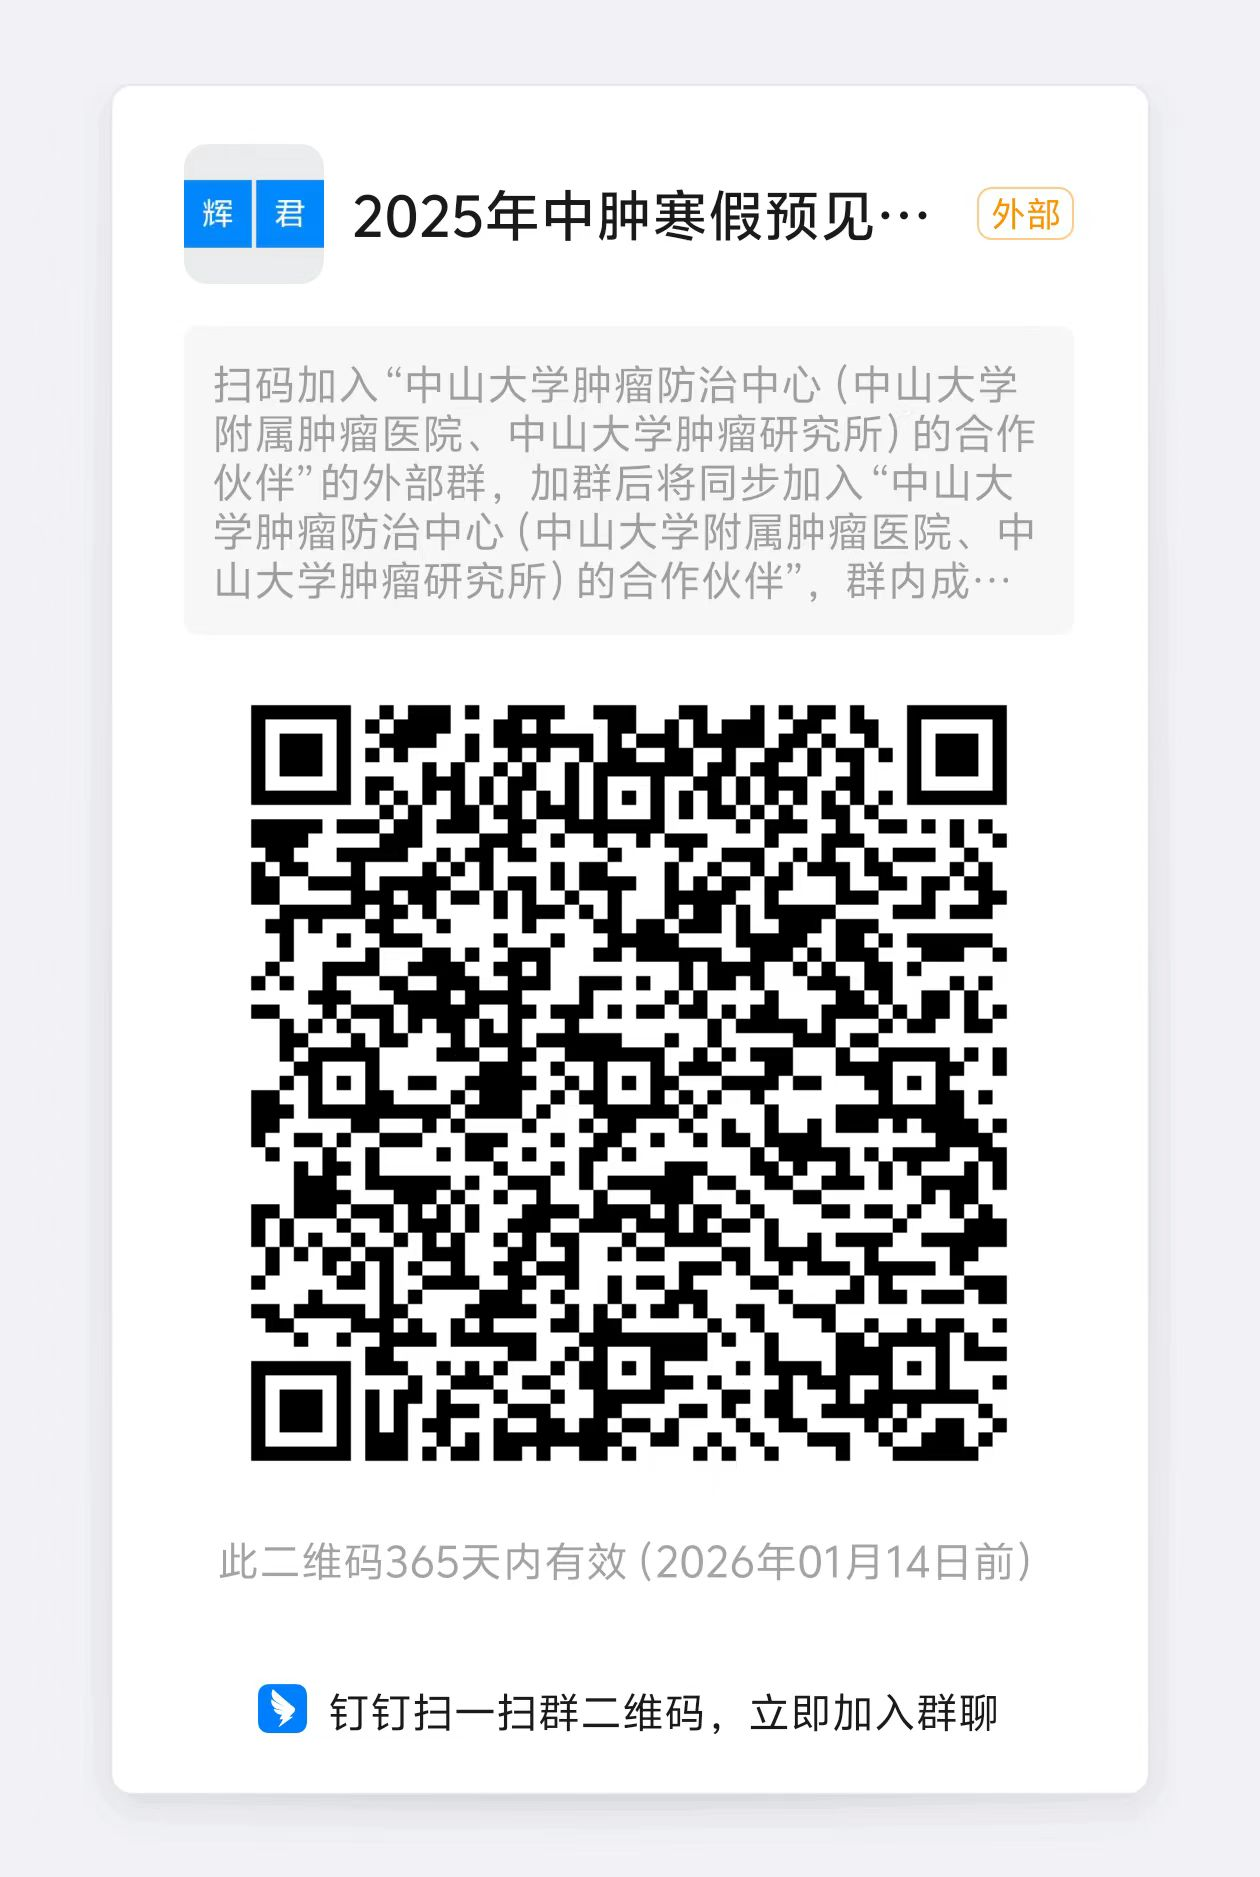 辉 君
2025年中肿寒假预见…
外部
扫码加入“中山大学肿瘤防治中心（中山大学
附属肿瘤医院、中山大学肿瘤研究所）的合作
伙伴”的外部群，加群后将同步加入“中山大
学肿瘤防治中心（中山大学附属肿瘤医院、中
山大学肿瘤研究所）的合作伙伴”，群内成…
此二维码365天内有效（2026年01月14日前）
钉钉扫一扫群二维码，立即加入群聊